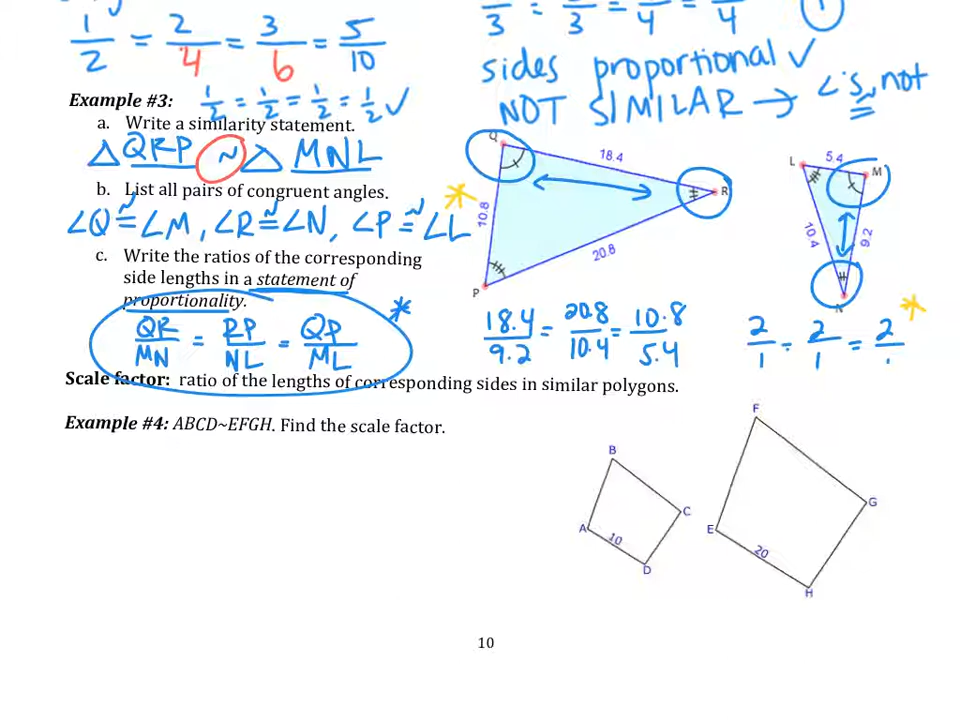 1/2 = 2/4 = 3/6 = 5/10
1/2 = 1/2 = 1/2 = 1/2 ✓
3 = 3 = 4 = 4
sides proportional ✓
NOT SIMILAR → ∠'s not ≅
Example #3:
a. Write a similarity statement.
△QRP ~ △MNL
b. List all pairs of congruent angles.
∠Q ≅ ∠M, ∠R ≅ ∠N, ∠P ≅ ∠L
c. Write the ratios of the corresponding
side lengths in a statement of
proportionality.
QR/MN = RP/NL = QP/ML
Q
18.4
R
10.8
20.8
P
L
5.4
M
10.4
9.2
N
18.4/9.2 = 20.8/10.4 = 10.8/5.4
2/1 = 2/1 = 2/1
Scale factor: ratio of the lengths of corresponding sides in similar polygons.
Example #4: ABCD~EFGH. Find the scale factor.
B
C
A
10
D
F
G
E
20
H
10